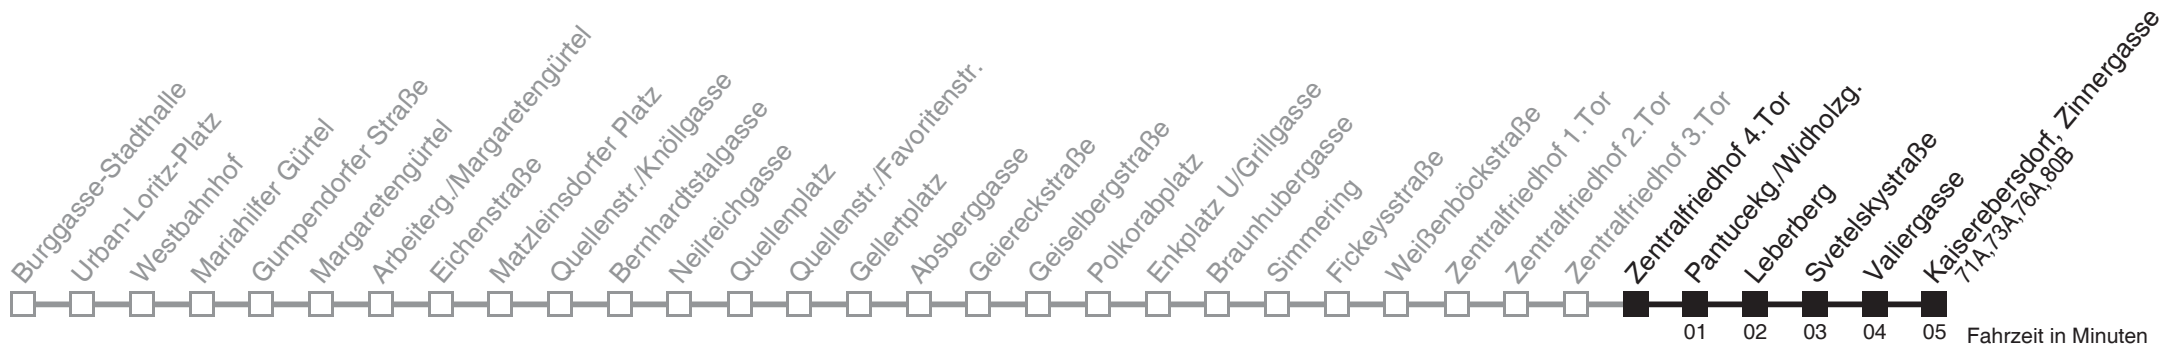 Burggasse-Stadthalle
Urban-Loritz-Platz
Westbahnhof
Mariahilfer Gürtel
Gumpendorfer Straße
Margaretengürtel
Arbeiterg./Margaretengürtel
Eichenstraße
Matzleinsdorfer Platz
Quellenstr./Knöllgasse
Bernhardtstalgasse
Neilreichgasse
Quellenplatz
Quellenstr./Favoritenstr.
Gellertplatz
Absberggasse
Geiereckstraße
Geiselbergstraße
Polkorabplatz
Enkplatz U/Grillgasse
Braunhubergasse
Simmering
Fickeysstraße
Weißenböckstraße
Zentralfriedhof 1.Tor
Zentralfriedhof 2.Tor
Zentralfriedhof 3.Tor
Zentralfriedhof 4.Tor
Pantucekg./Widholzg.
Leberberg
Svetelskystraße
Valiergasse
Kaiserebersdorf, Zinnergasse
71A,73A,76A,80B
01 02 03 04 05 Fahrzeit in Minuten